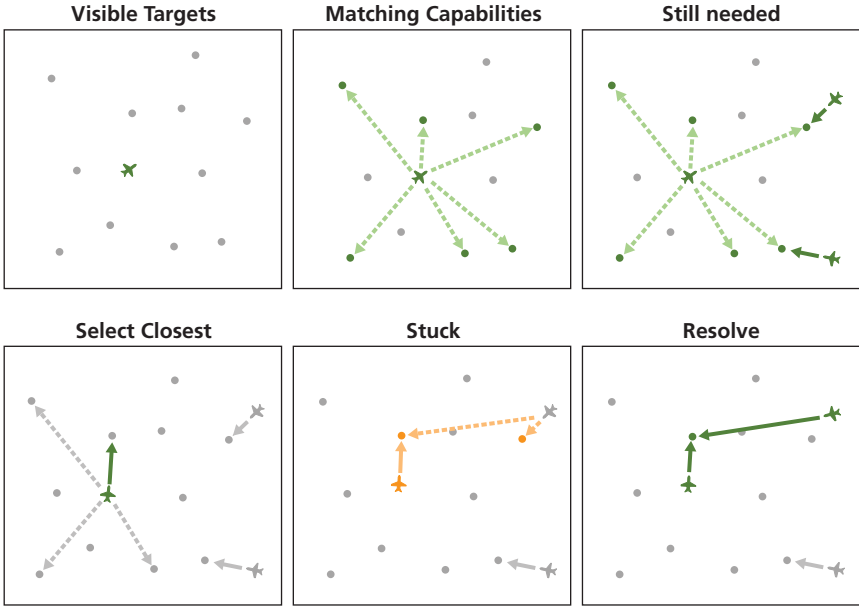 Visible Targets
Matching Capabilities
Still needed
Select Closest
Stuck
Resolve